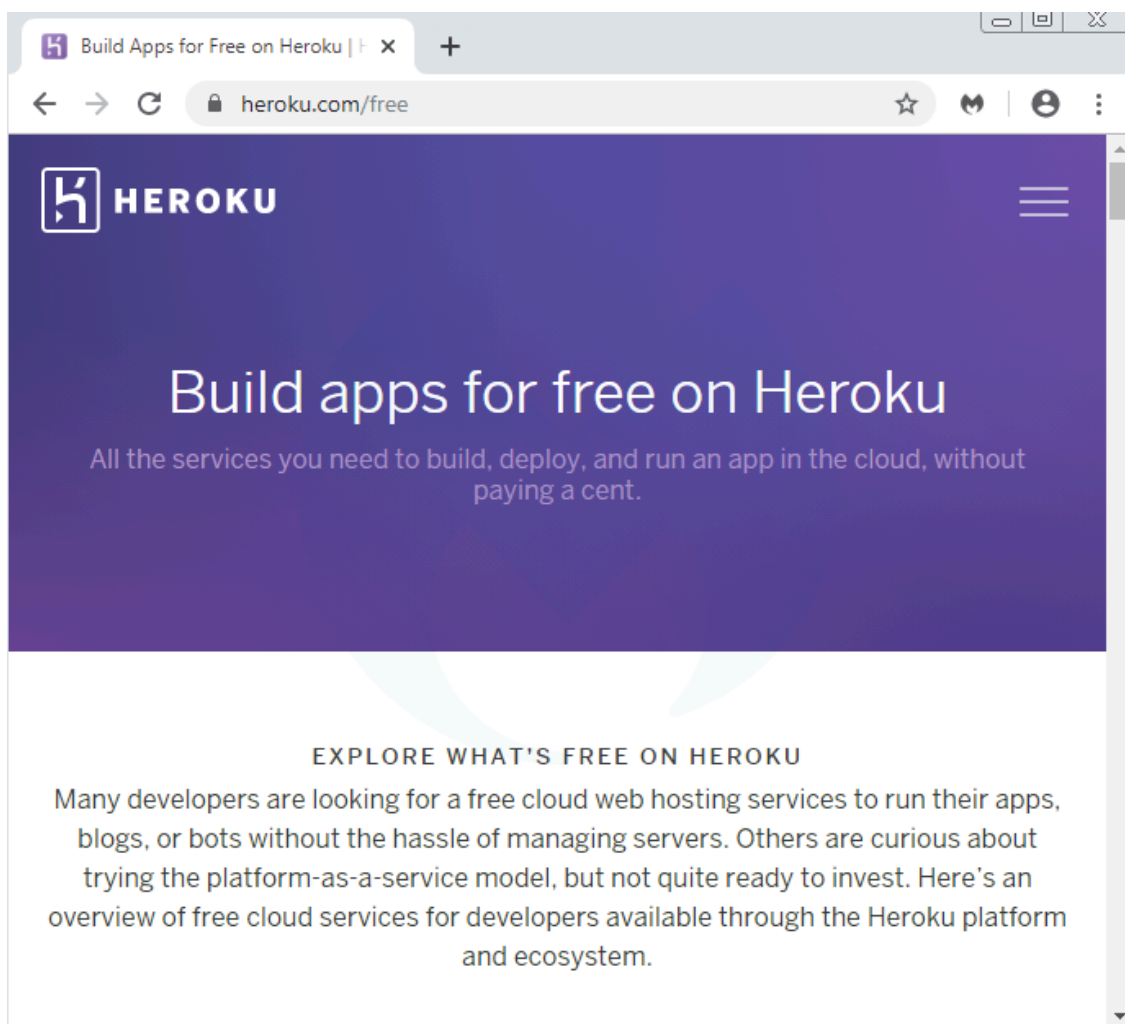 Build Apps for Free on Heroku |
heroku.com/free
HEROKU
Build apps for free on Heroku
All the services you need to build, deploy, and run an app in the cloud, without
paying a cent.
EXPLORE WHAT'S FREE ON HEROKU
Many developers are looking for a free cloud web hosting services to run their apps,
blogs, or bots without the hassle of managing servers. Others are curious about
trying the platform-as-a-service model, but not quite ready to invest. Here's an
overview of free cloud services for developers available through the Heroku platform
and ecosystem.